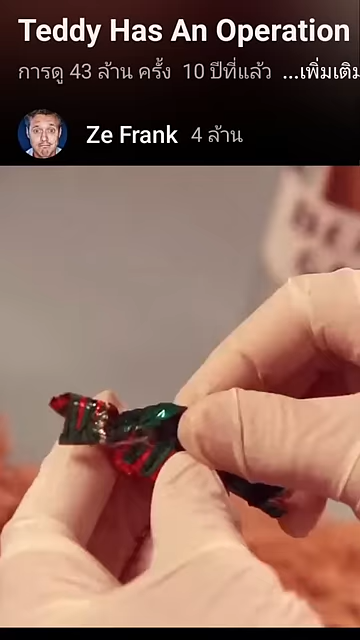 Teddy Has An Operation
การดู 43 ล้าน ครั้ง 10 ปีที่แล้ว ...เพิ่มเติม
Ze Frank 4 ล้าน